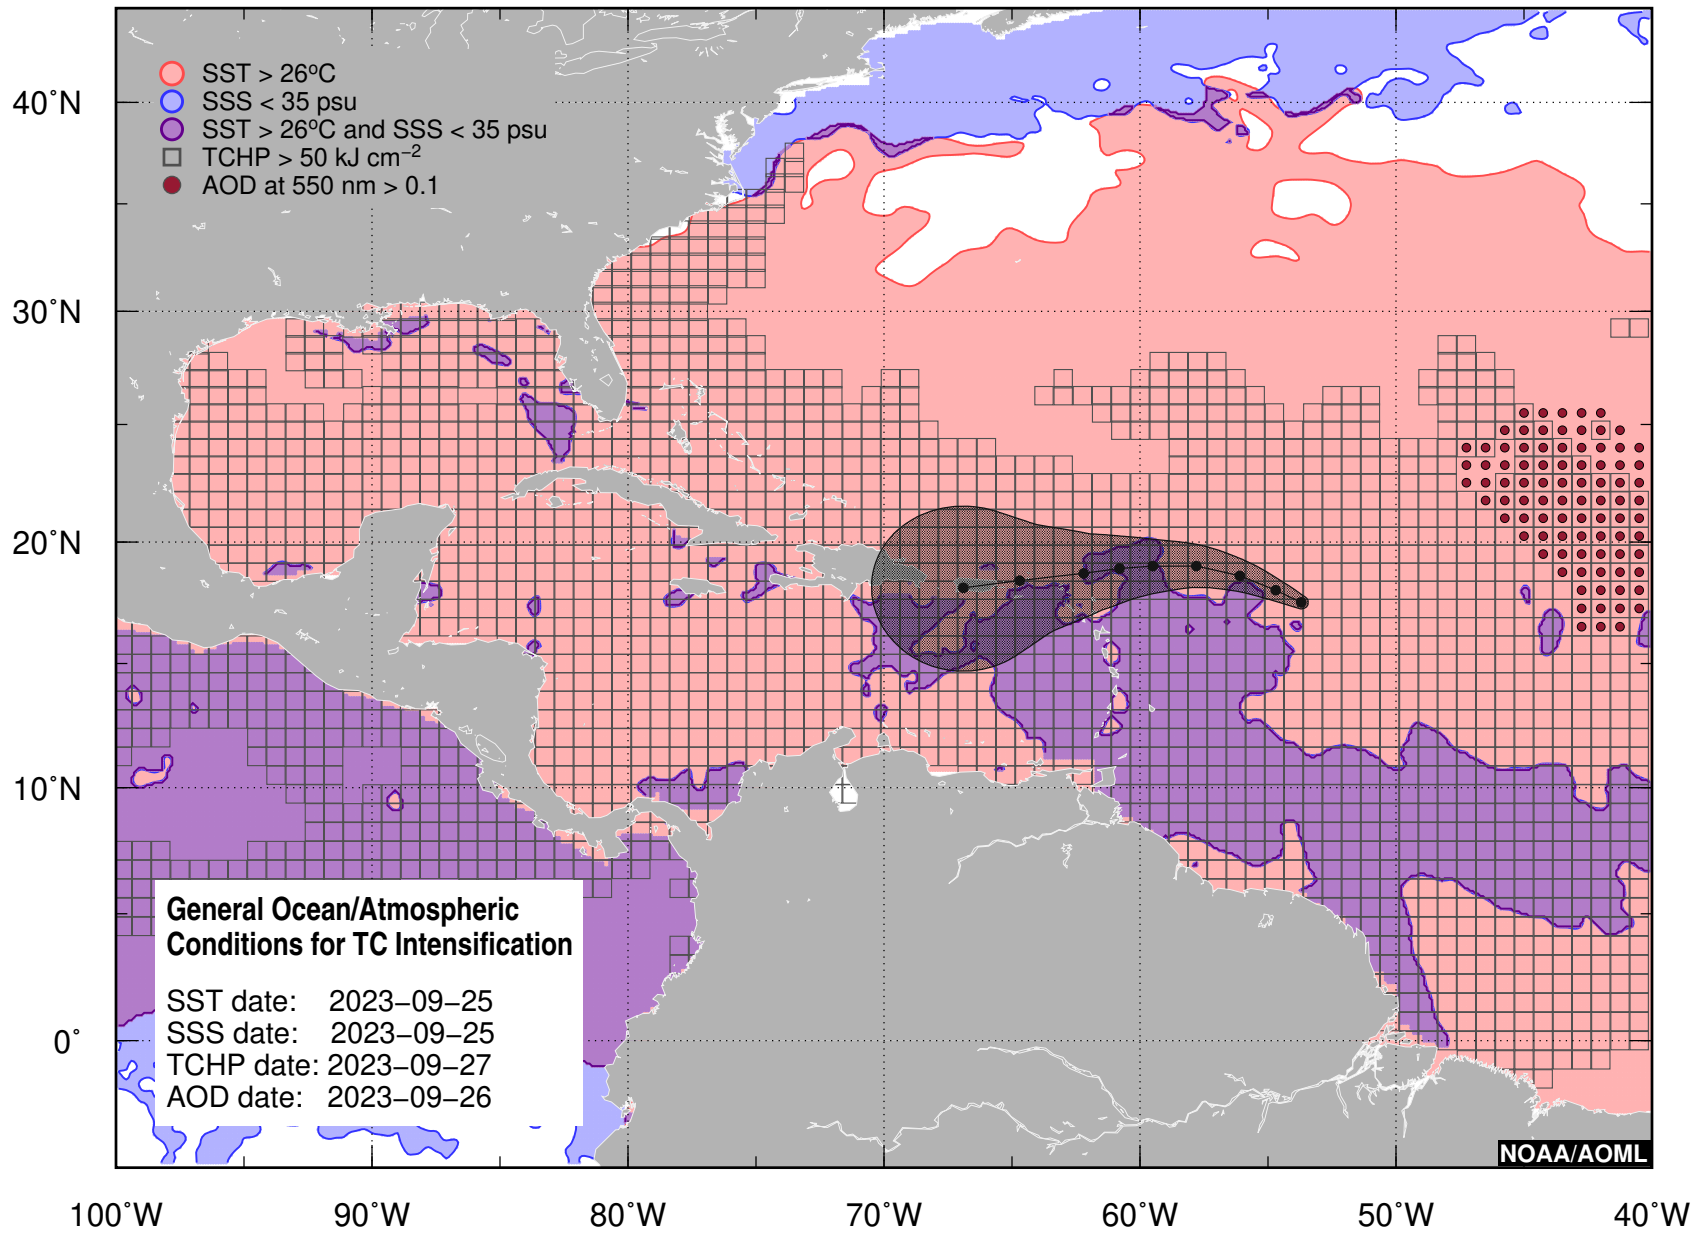 SST > 26ºC
SSS < 35 psu
SST > 26ºC and SSS < 35 psu
TCHP > 50 kJ cm⁻²
AOD at 550 nm > 0.1
40˚N
30˚N
20˚N
10˚N
0˚
General Ocean/Atmospheric
Conditions for TC Intensification
SST date: 2023−09−25
SSS date: 2023−09−25
TCHP date: 2023−09−27
AOD date: 2023−09−26
NOAA/AOML
100˚W 90˚W 80˚W 70˚W 60˚W 50˚W 40˚W